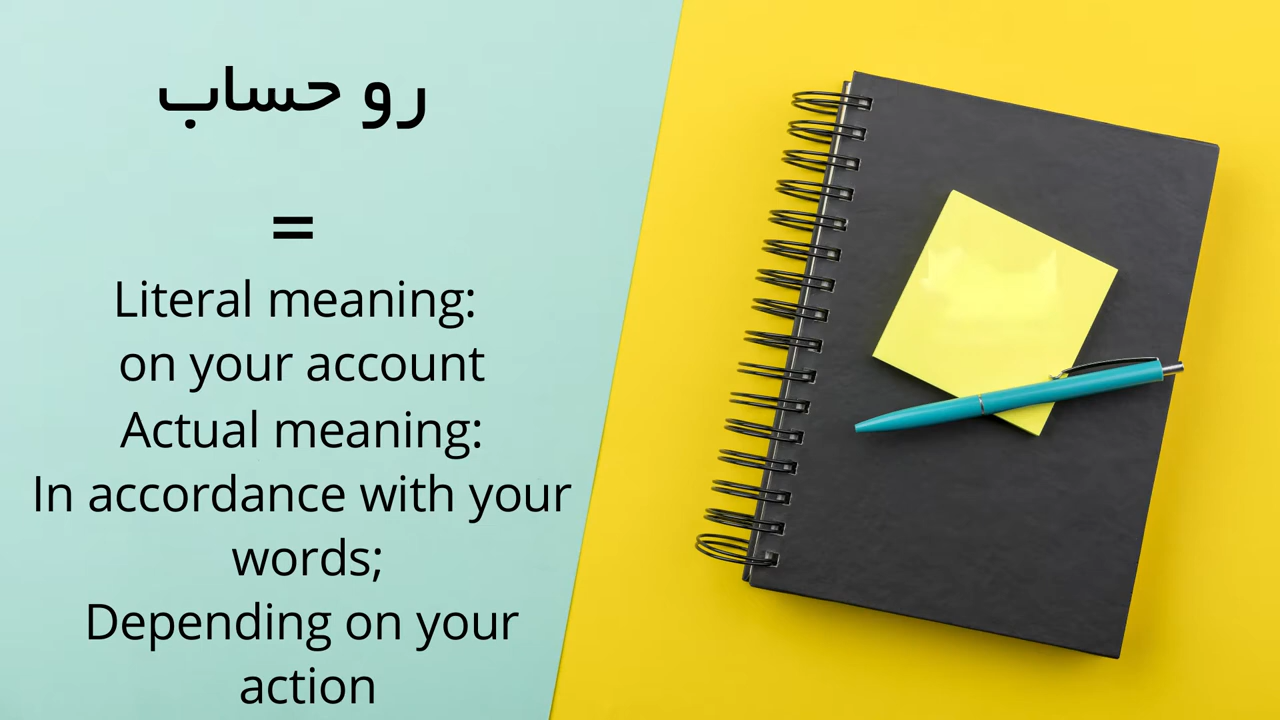 رو حساب
=
Literal meaning:
on your account
Actual meaning:
In accordance with your
words;
Depending on your
action